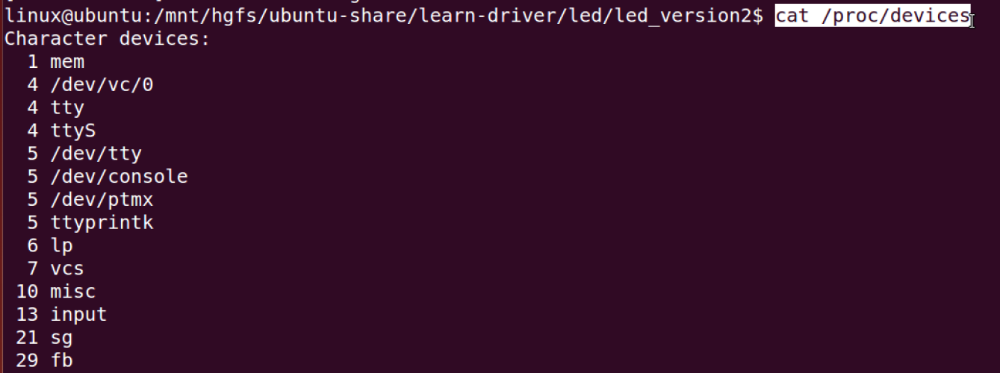 linux@ubuntu:/mnt/hgfs/ubuntu-share/learn-driver/led/led_version2$ cat /proc/devices
Character devices:
  1 mem
  4 /dev/vc/0
  4 tty
  4 ttyS
  5 /dev/tty
  5 /dev/console
  5 /dev/ptmx
  5 ttyprintk
  6 lp
  7 vcs
 10 misc
 13 input
 21 sg
 29 fb